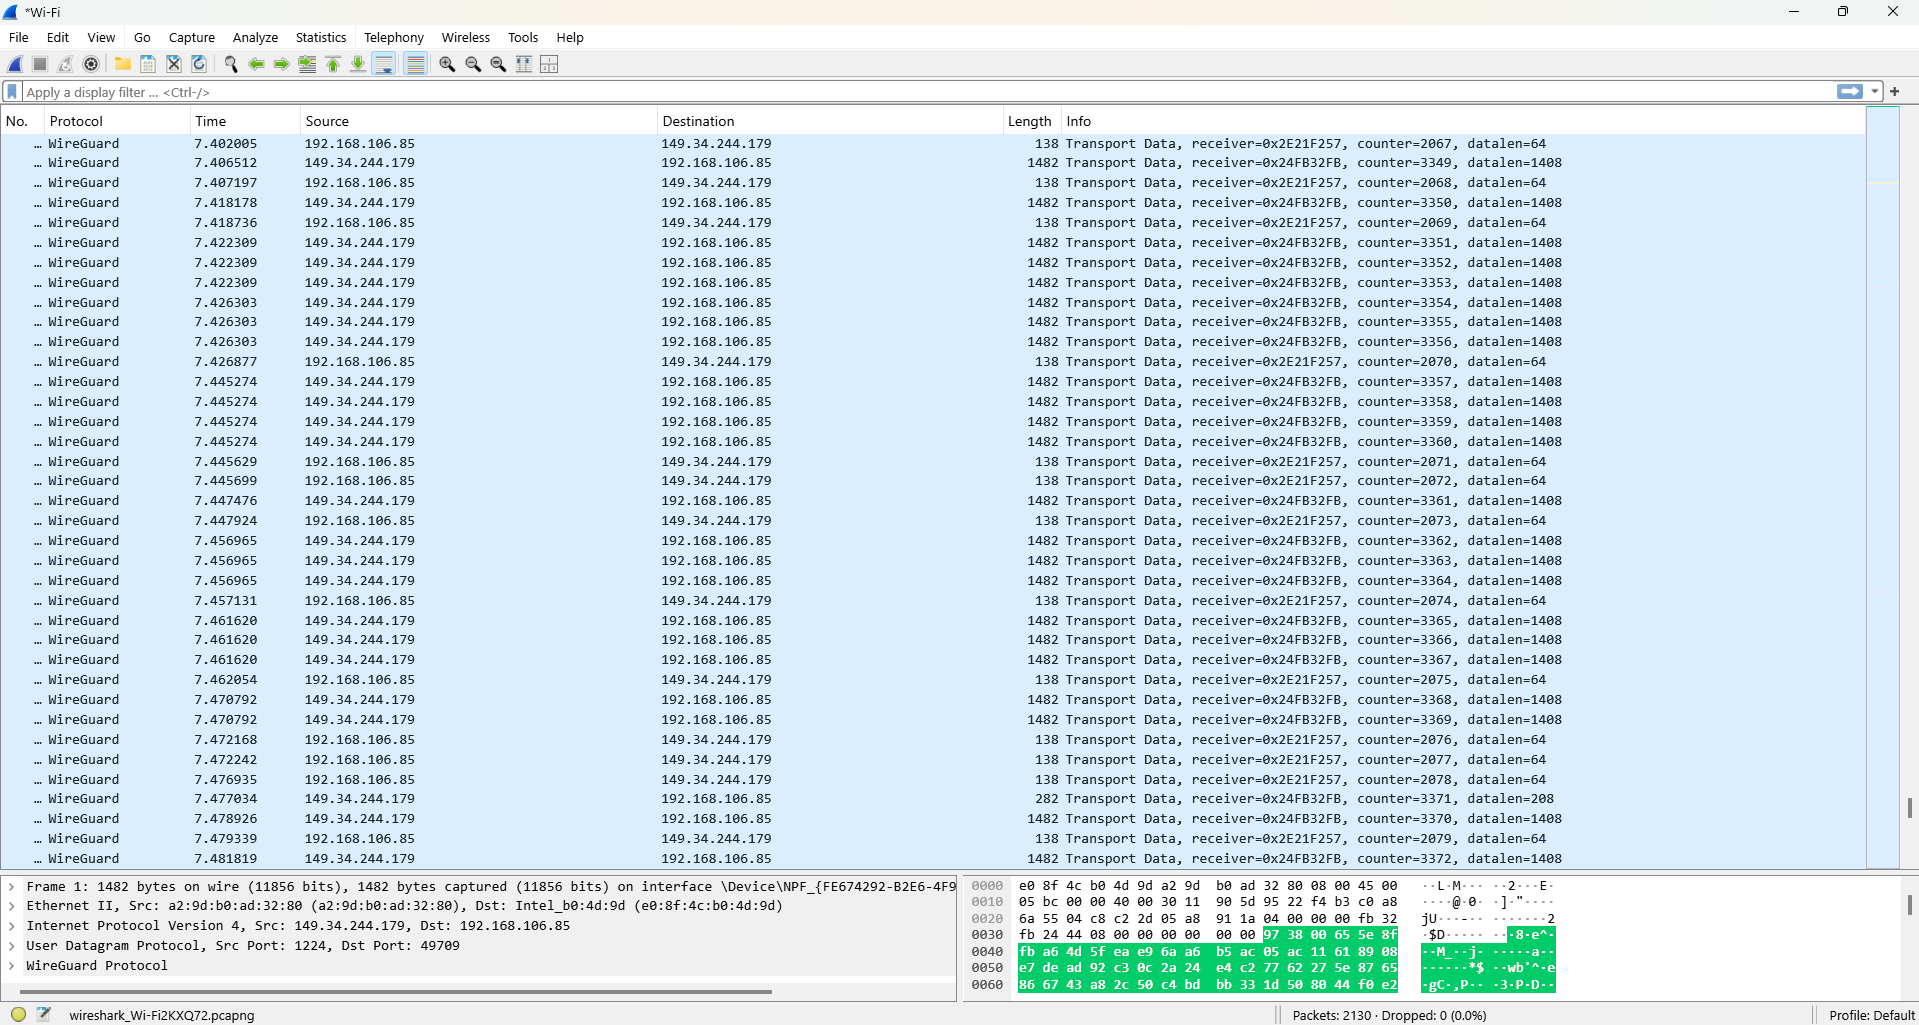 *Wi-Fi
File Edit View Go Capture Analyze Statistics Telephony Wireless Tools Help
Apply a display filter ... <Ctrl-/>
No. Protocol Time Source Destination Length Info
... WireGuard 7.402005 192.168.106.85 149.34.244.179 138 Transport Data, receiver=0x2E21F257, counter=2067, datalen=64
... WireGuard 7.406512 149.34.244.179 192.168.106.85 1482 Transport Data, receiver=0x24FB32FB, counter=3349, datalen=1408
... WireGuard 7.407197 192.168.106.85 149.34.244.179 138 Transport Data, receiver=0x2E21F257, counter=2068, datalen=64
... WireGuard 7.418178 149.34.244.179 192.168.106.85 1482 Transport Data, receiver=0x24FB32FB, counter=3350, datalen=1408
... WireGuard 7.418736 192.168.106.85 149.34.244.179 138 Transport Data, receiver=0x2E21F257, counter=2069, datalen=64
... WireGuard 7.422309 149.34.244.179 192.168.106.85 1482 Transport Data, receiver=0x24FB32FB, counter=3351, datalen=1408
... WireGuard 7.422309 149.34.244.179 192.168.106.85 1482 Transport Data, receiver=0x24FB32FB, counter=3352, datalen=1408
... WireGuard 7.422309 149.34.244.179 192.168.106.85 1482 Transport Data, receiver=0x24FB32FB, counter=3353, datalen=1408
... WireGuard 7.426303 149.34.244.179 192.168.106.85 1482 Transport Data, receiver=0x24FB32FB, counter=3354, datalen=1408
... WireGuard 7.426303 149.34.244.179 192.168.106.85 1482 Transport Data, receiver=0x24FB32FB, counter=3355, datalen=1408
... WireGuard 7.426303 149.34.244.179 192.168.106.85 1482 Transport Data, receiver=0x24FB32FB, counter=3356, datalen=1408
... WireGuard 7.426877 192.168.106.85 149.34.244.179 138 Transport Data, receiver=0x2E21F257, counter=2070, datalen=64
... WireGuard 7.445274 149.34.244.179 192.168.106.85 1482 Transport Data, receiver=0x24FB32FB, counter=3357, datalen=1408
... WireGuard 7.445274 149.34.244.179 192.168.106.85 1482 Transport Data, receiver=0x24FB32FB, counter=3358, datalen=1408
... WireGuard 7.445274 149.34.244.179 192.168.106.85 1482 Transport Data, receiver=0x24FB32FB, counter=3359, datalen=1408
... WireGuard 7.445274 149.34.244.179 192.168.106.85 1482 Transport Data, receiver=0x24FB32FB, counter=3360, datalen=1408
... WireGuard 7.445629 192.168.106.85 149.34.244.179 138 Transport Data, receiver=0x2E21F257, counter=2071, datalen=64
... WireGuard 7.445699 192.168.106.85 149.34.244.179 138 Transport Data, receiver=0x2E21F257, counter=2072, datalen=64
... WireGuard 7.447476 149.34.244.179 192.168.106.85 1482 Transport Data, receiver=0x24FB32FB, counter=3361, datalen=1408
... WireGuard 7.447924 192.168.106.85 149.34.244.179 138 Transport Data, receiver=0x2E21F257, counter=2073, datalen=64
... WireGuard 7.456965 149.34.244.179 192.168.106.85 1482 Transport Data, receiver=0x24FB32FB, counter=3362, datalen=1408
... WireGuard 7.456965 149.34.244.179 192.168.106.85 1482 Transport Data, receiver=0x24FB32FB, counter=3363, datalen=1408
... WireGuard 7.456965 149.34.244.179 192.168.106.85 1482 Transport Data, receiver=0x24FB32FB, counter=3364, datalen=1408
... WireGuard 7.457131 192.168.106.85 149.34.244.179 138 Transport Data, receiver=0x2E21F257, counter=2074, datalen=64
... WireGuard 7.461620 149.34.244.179 192.168.106.85 1482 Transport Data, receiver=0x24FB32FB, counter=3365, datalen=1408
... WireGuard 7.461620 149.34.244.179 192.168.106.85 1482 Transport Data, receiver=0x24FB32FB, counter=3366, datalen=1408
... WireGuard 7.461620 149.34.244.179 192.168.106.85 1482 Transport Data, receiver=0x24FB32FB, counter=3367, datalen=1408
... WireGuard 7.462054 192.168.106.85 149.34.244.179 138 Transport Data, receiver=0x2E21F257, counter=2075, datalen=64
... WireGuard 7.470792 149.34.244.179 192.168.106.85 1482 Transport Data, receiver=0x24FB32FB, counter=3368, datalen=1408
... WireGuard 7.470792 149.34.244.179 192.168.106.85 1482 Transport Data, receiver=0x24FB32FB, counter=3369, datalen=1408
... WireGuard 7.472168 192.168.106.85 149.34.244.179 138 Transport Data, receiver=0x2E21F257, counter=2076, datalen=64
... WireGuard 7.472242 192.168.106.85 149.34.244.179 138 Transport Data, receiver=0x2E21F257, counter=2077, datalen=64
... WireGuard 7.476935 192.168.106.85 149.34.244.179 138 Transport Data, receiver=0x2E21F257, counter=2078, datalen=64
... WireGuard 7.477034 149.34.244.179 192.168.106.85 282 Transport Data, receiver=0x24FB32FB, counter=3371, datalen=208
... WireGuard 7.478926 149.34.244.179 192.168.106.85 1482 Transport Data, receiver=0x24FB32FB, counter=3370, datalen=1408
... WireGuard 7.479339 192.168.106.85 149.34.244.179 138 Transport Data, receiver=0x2E21F257, counter=2079, datalen=64
... WireGuard 7.481819 149.34.244.179 192.168.106.85 1482 Transport Data, receiver=0x24FB32FB, counter=3372, datalen=1408
Frame 1: 1482 bytes on wire (11856 bits), 1482 bytes captured (11856 bits) on interface \Device\NPF_{FE674292-B2E6-4F9
Ethernet II, Src: a2:9d:b0:ad:32:80 (a2:9d:b0:ad:32:80), Dst: Intel_b0:4d:9d (e0:8f:4c:b0:4d:9d)
Internet Protocol Version 4, Src: 149.34.244.179, Dst: 192.168.106.85
User Datagram Protocol, Src Port: 1224, Dst Port: 49709
WireGuard Protocol
0000 e0 8f 4c b0 4d 9d a2 9d b0 ad 32 80 08 00 45 00 ··L·M··· ··2···E·
0010 05 bc 00 00 40 00 30 11 90 5d 95 22 f4 b3 c0 a8 ····@·0· ·]·"····
0020 6a 55 04 c8 c2 2d 05 a8 91 1a 04 00 00 00 fb 32 jU···-·· ·······2
0030 fb 24 44 08 00 00 00 00 00 00 97 38 00 65 5e 8f ·$D····· ···8·e^·
0040 fb a6 4d 5f ea e9 6a a6 b5 ac 05 ac 11 61 89 08 ··M_··j· ·····a··
0050 e7 de ad 92 c3 0c 2a 24 e4 c2 77 62 27 5e 87 65 ······*$ ··wb'^·e
0060 86 67 43 a8 2c 50 c4 bd bb 33 1d 50 80 44 f0 e2 ·gC·,P·· ·3·P·D··
wireshark_Wi-Fi2KXQ72.pcapng
Packets: 2130 · Dropped: 0 (0.0%)
Profile: Default